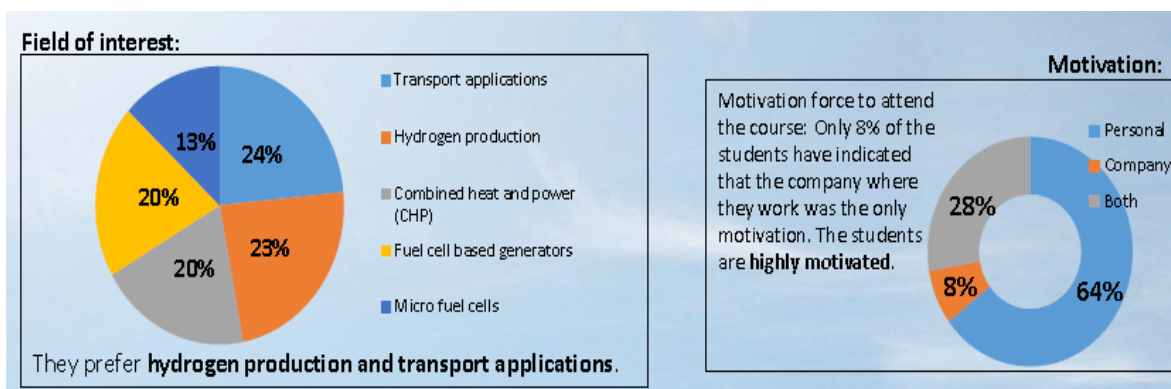 Field of interest:
24%
23%
20%
20%
13%
Transport applications
Hydrogen production
Combined heat and power
(CHP)
Fuel cell based generators
Micro fuel cells
They prefer hydrogen production and transport applications.
Motivation:
Motivation force to attend
the course: Only 8% of the
students have indicated
that the company where
they work was the only
motivation. The students
are highly motivated.
Personal
Company
Both
28%
8%
64%